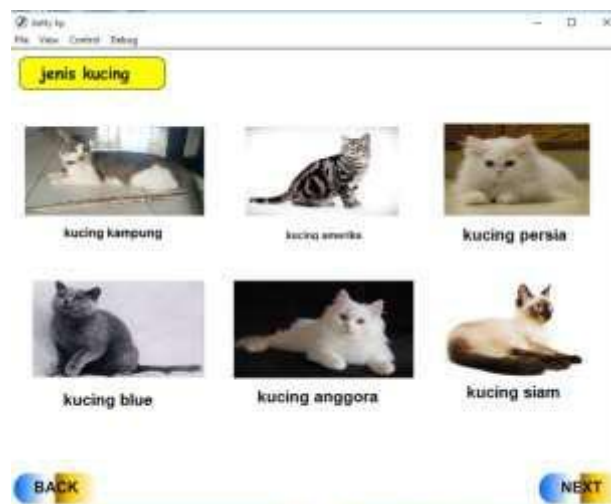 File View Control Debug
jenis kucing
kucing kampung
kucing amerika
kucing persia
kucing blue
kucing anggora
kucing siam
BACK
NEXT